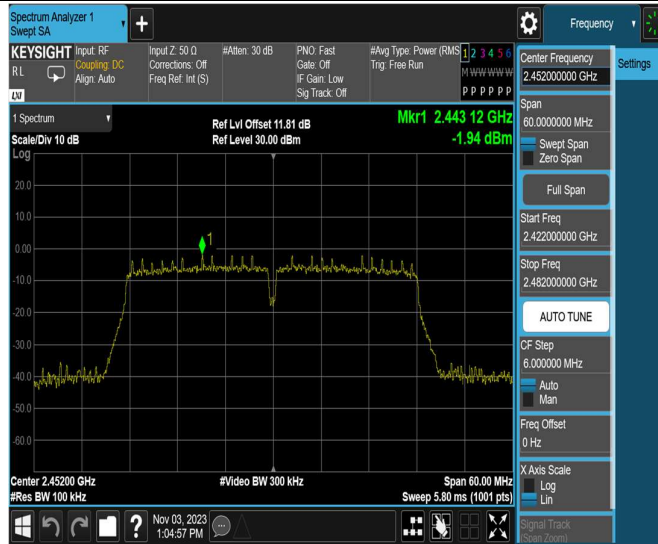 Spectrum Analyzer 1
Swept SA
Frequency
KEYSIGHT
RL
LXI
Input: RF
Coupling: DC
Align: Auto
Input Z: 50 Ω
Corrections: Off
Freq Ref: Int (S)
#Atten: 30 dB
PNO: Fast
Gate: Off
IF Gain: Low
Sig Track: Off
#Avg Type: Power (RMS
Trig: Free Run
1 2 3 4 5 6
M W W W W W
P P P P P P
1 Spectrum
Scale/Div 10 dB
Log
Ref Lvl Offset 11.81 dB
Ref Level 30.00 dBm
Mkr1 2.443 12 GHz
-1.94 dBm
1
20.0
10.0
0.00
-10.0
-20.0
-30.0
-40.0
-50.0
-60.0
Center 2.45200 GHz
#Res BW 100 kHz
#Video BW 300 kHz
Span 60.00 MHz
Sweep 5.80 ms (1001 pts)
Nov 03, 2023
1:04:57 PM
Center Frequency
2.452000000 GHz
Settings
Span
60.0000000 MHz
Swept Span
Zero Span
Full Span
Start Freq
2.422000000 GHz
Stop Freq
2.482000000 GHz
AUTO TUNE
CF Step
6.000000 MHz
Auto
Man
Freq Offset
0 Hz
X Axis Scale
Log
Lin
Signal Track
(Span Zoom)